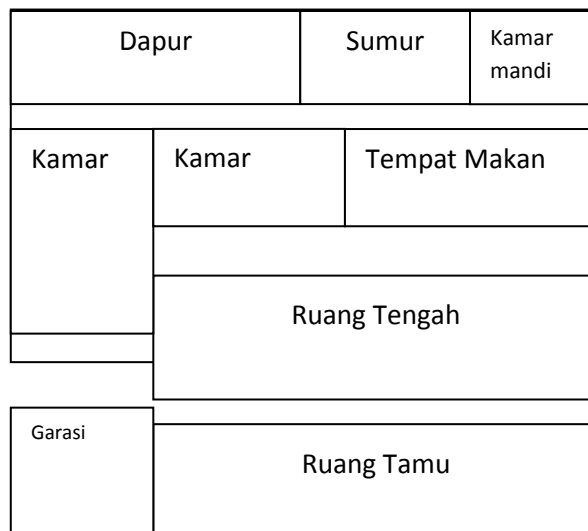 Dapur
Sumur
Kamar
mandi
Kamar
Kamar
Tempat Makan
Ruang Tengah
Garasi
Ruang Tamu